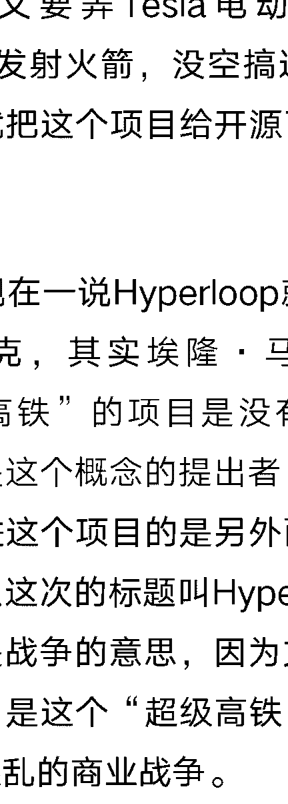 又要弄Tesla电动
发射火箭，没空搞
把这个项目给开源
在一说Hyperloop
克，其实埃隆·马
高铁”的项目是没有
这个概念的提出者
这个项目的是另外
这次的标题叫Hype
战争的意思，因为
是这个“超级高铁
乱的商业战争。